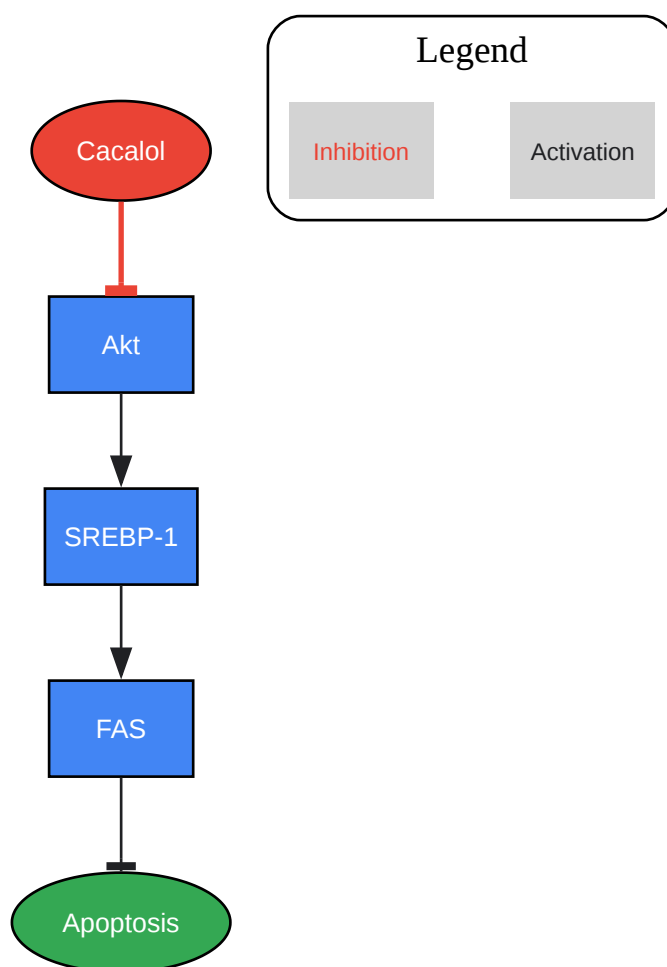 Legend
Cacalol
Inhibition
Activation
Akt
SREBP-1
FAS
Apoptosis